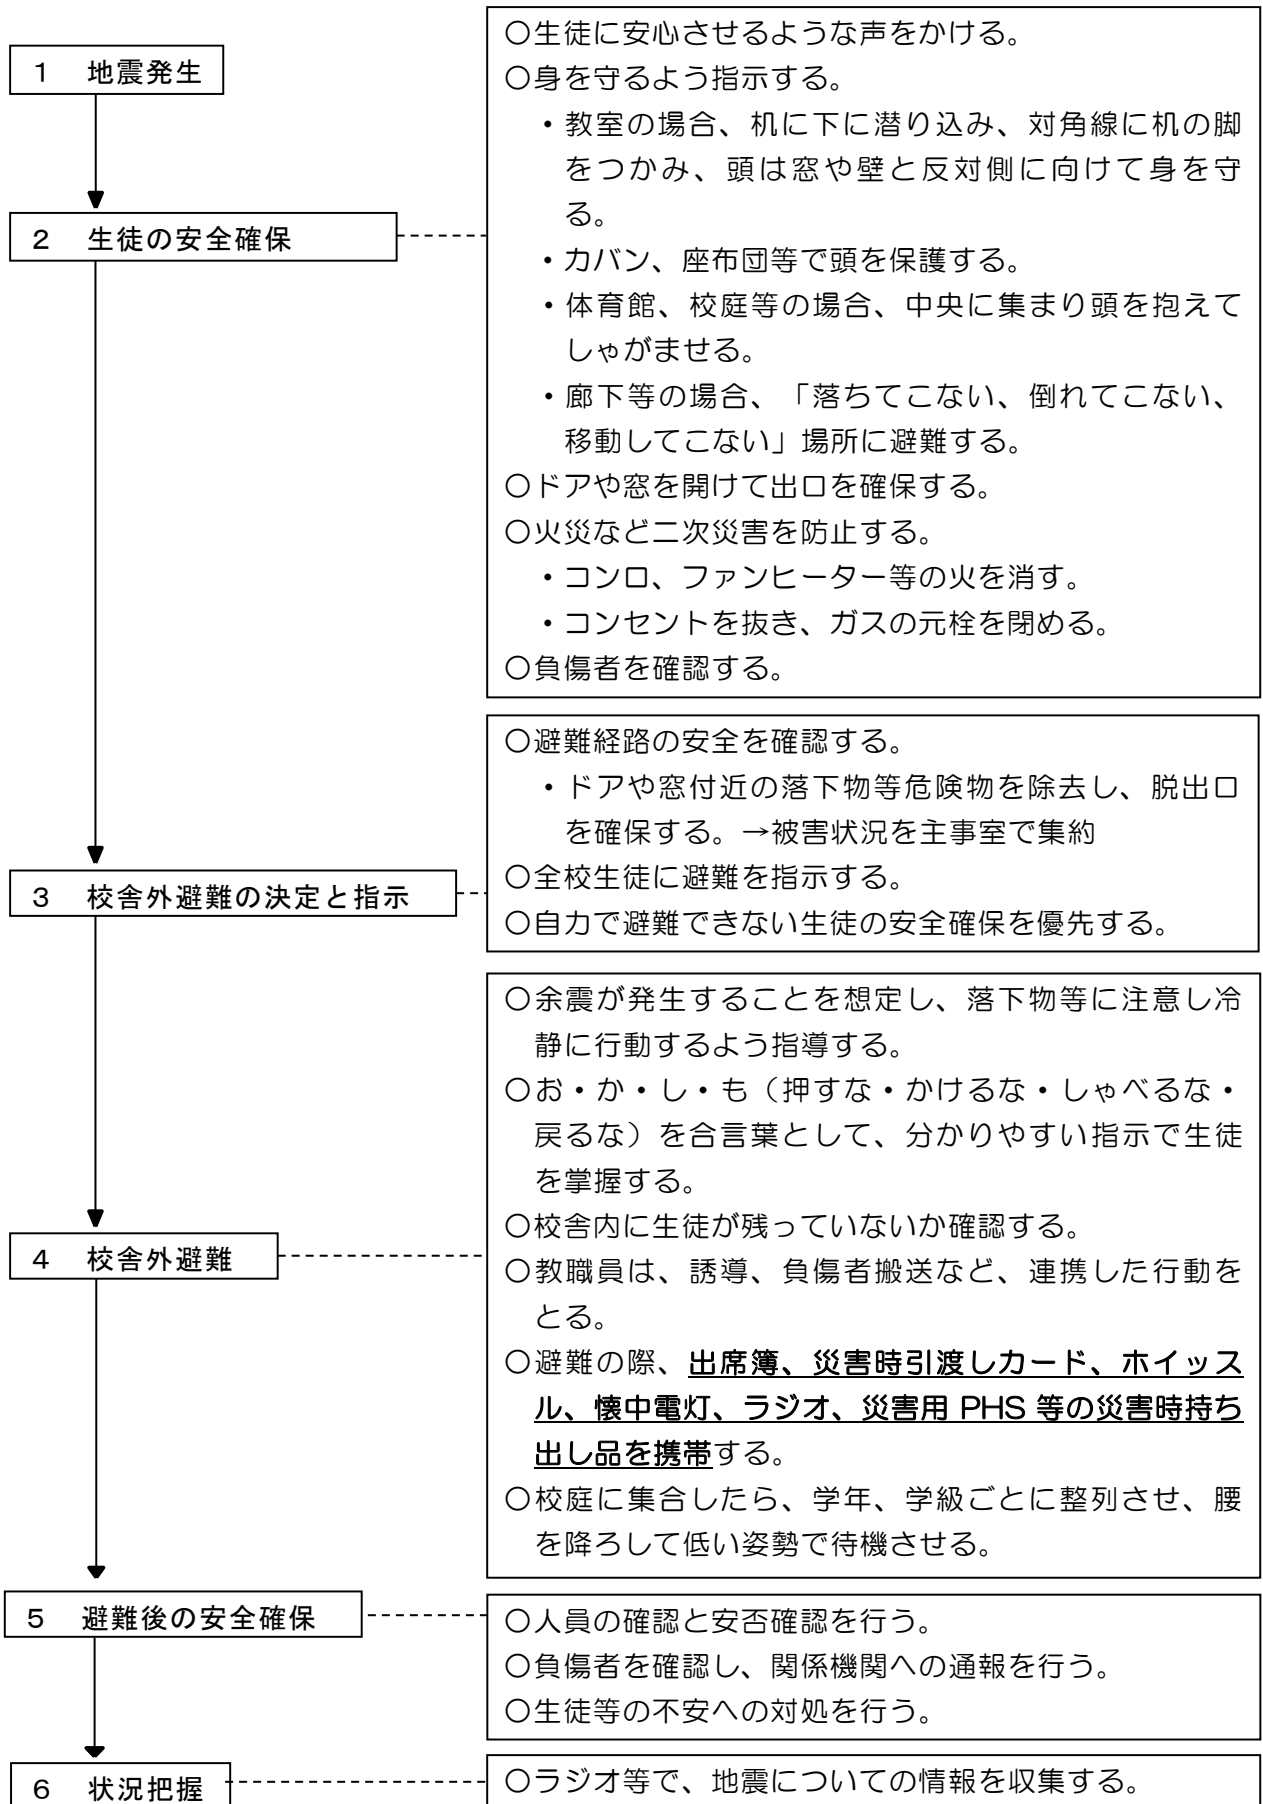 1 地震発生
○生徒に安心させるような声をかける。
○身を守るよう指示する。
・教室の場合、机に下に潜り込み、対角線に机の脚
をつかみ、頭は窓や壁と反対側に向けて身を守
る。
2 生徒の安全確保
・カバン、座布団等で頭を保護する。
・体育館、校庭等の場合、中央に集まり頭を抱えて
しゃがませる。
・廊下等の場合、「落ちてこない、倒れてこない、
移動してこない」場所に避難する。
○ドアや窓を開けて出口を確保する。
○火災など二次災害を防止する。
・コンロ、ファンヒーター等の火を消す。
・コンセントを抜き、ガスの元栓を閉める。
○負傷者を確認する。
3 校舎外避難の決定と指示
○避難経路の安全を確認する。
・ドアや窓付近の落下物等危険物を除去し、脱出口
を確保する。→被害状況を主事室で集約
○全校生徒に避難を指示する。
○自力で避難できない生徒の安全確保を優先する。
4 校舎外避難
○余震が発生することを想定し、落下物等に注意し冷
静に行動するよう指導する。
○お・か・し・も（押すな・かけるな・しゃべるな・
戻るな）を合言葉として、分かりやすい指示で生徒
を掌握する。
○校舎内に生徒が残っていないか確認する。
○教職員は、誘導、負傷者搬送など、連携した行動を
とる。
○避難の際、出席簿、災害時引渡しカード、ホイッス
ル、懐中電灯、ラジオ、災害用 PHS 等の災害時持ち
出し品を携帯する。
○校庭に集合したら、学年、学級ごとに整列させ、腰
を降ろして低い姿勢で待機させる。
5 避難後の安全確保
○人員の確認と安否確認を行う。
○負傷者を確認し、関係機関への通報を行う。
○生徒等の不安への対処を行う。
6 状況把握
○ラジオ等で、地震についての情報を収集する。